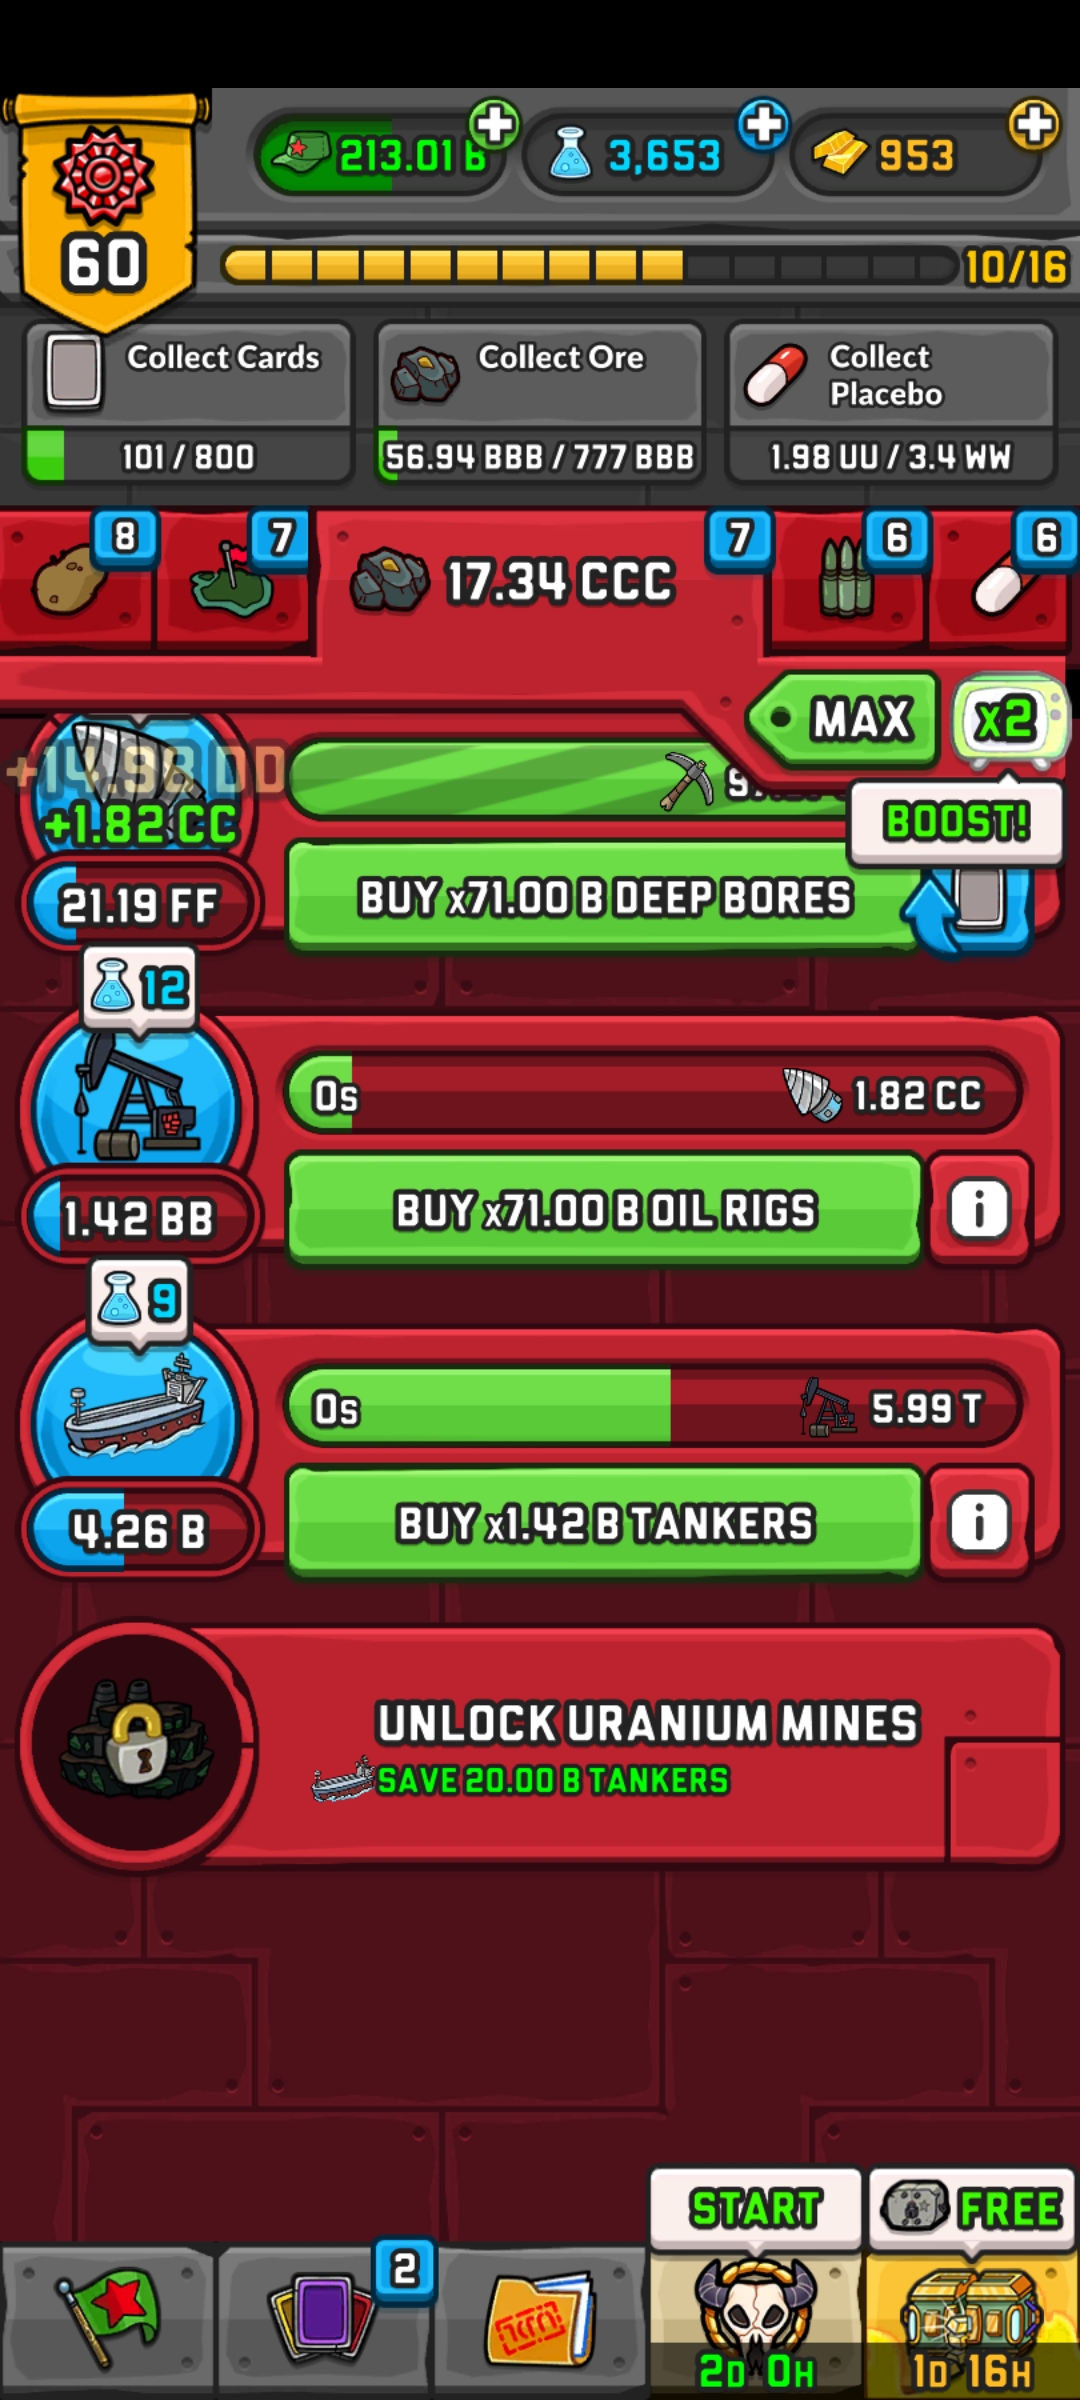 213.01 B
3,653
953
60
10/16
Collect Cards
101 / 800
Collect Ore
56.94 BBB / 777 BBB
Collect
Placebo
1.98 UU / 3.4 WW
8
7
17.34 CCC
7
6
6
MAX
x2
BOOST!
+14.98 DD
+1.82 CC
21.19 FF
BUY x71.00 B DEEP BORES
12
0s
1.82 CC
1.42 BB
BUY x71.00 B OIL RIGS
i
9
0s
5.99 T
4.26 B
BUY x1.42 B TANKERS
i
UNLOCK URANIUM MINES
SAVE 20.00 B TANKERS
START
FREE
2
2D 0H
1D 16H